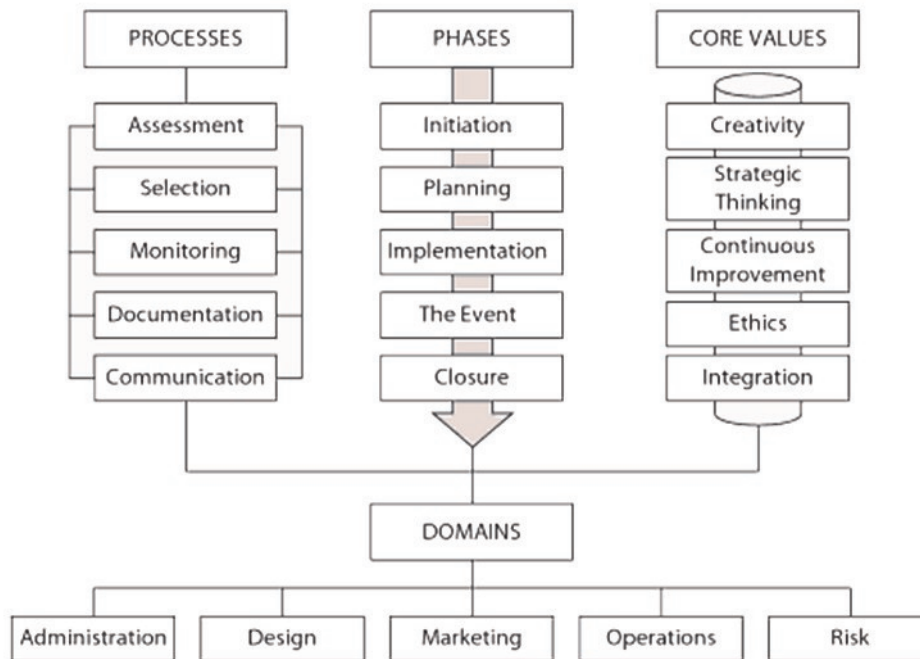 PROCESSES
Assessment
Selection
Monitoring
Documentation
Communication
PHASES
Initiation
Planning
Implementation
The Event
Closure
CORE VALUES
Creativity
Strategic
Thinking
Continuous
Improvement
Ethics
Integration
DOMAINS
Administration
Design
Marketing
Operations
Risk